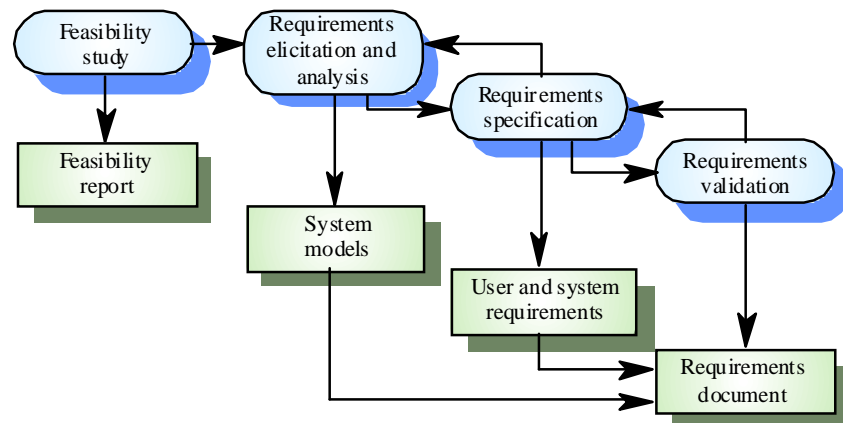 Feasibility
study
Requirements
elicitation and
analysis
Requirements
specification
Requirements
validation
Feasibility
report
System
models
User and system
requirements
Requirements
document